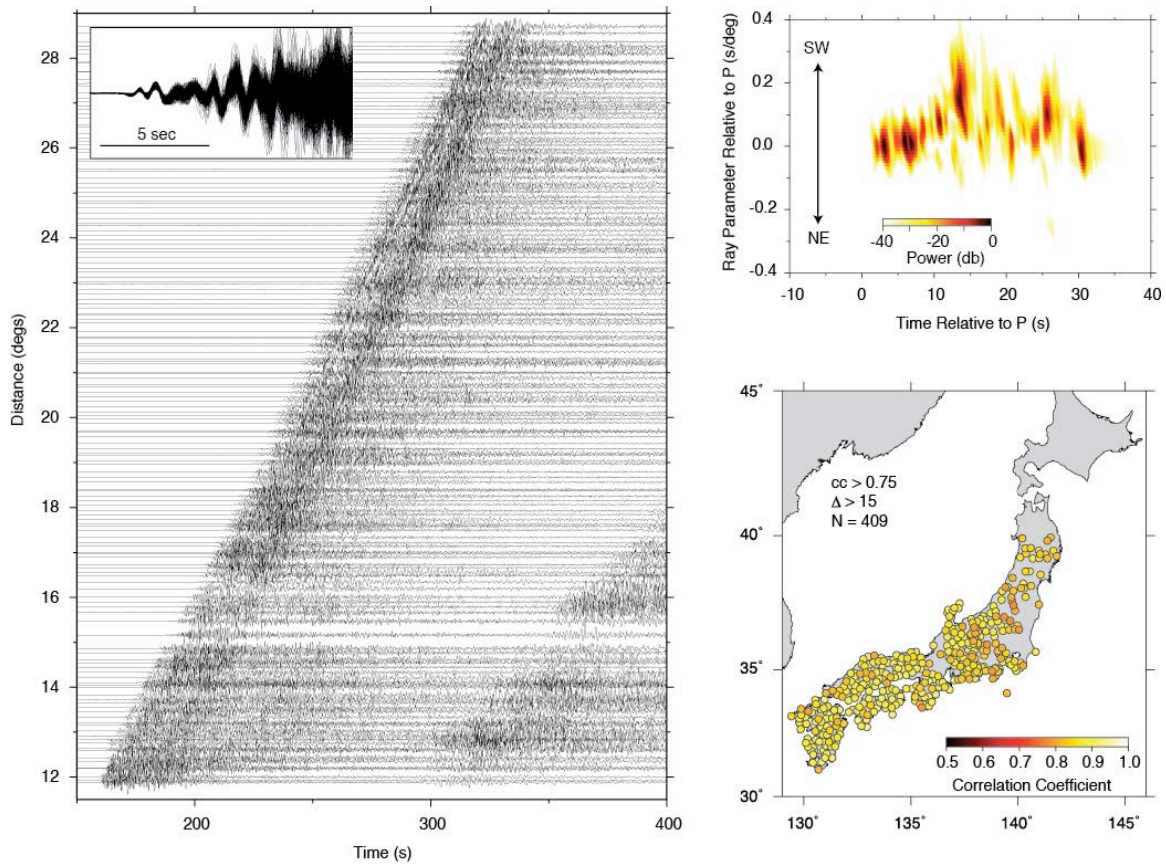 28
26
24
22
20
18
16
14
12
Distance (degs)
5 sec
200
300
400
Time (s)
0.4
0.2
0.0
-0.2
-0.4
Ray Parameter Relative to P (s/deg)
SW
NE
-40
-20
0
Power (db)
-10
0
10
20
30
40
Time Relative to P (s)
45˚
40˚
35˚
30˚
cc > 0.75
Δ > 15
N = 409
0.5 0.6 0.7 0.8 0.9 1.0
Correlation Coefficient
130˚ 135˚ 140˚ 145˚